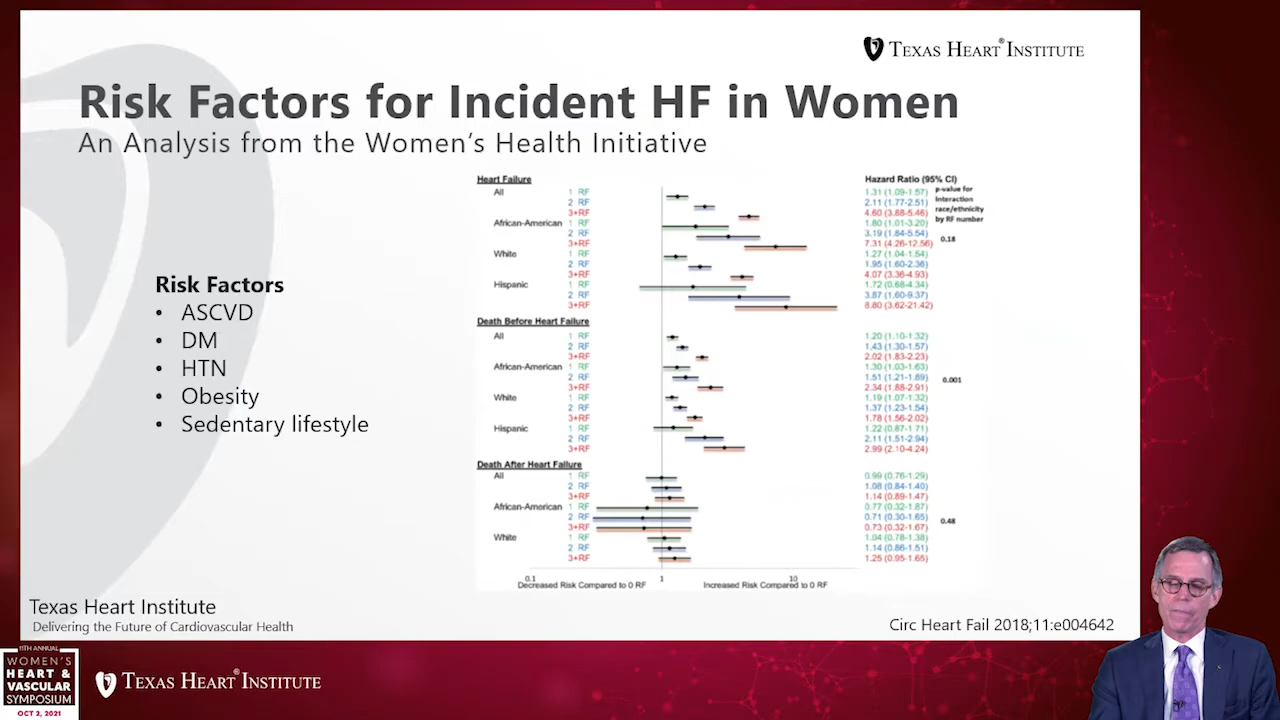 TEXAS HEART® INSTITUTE
Risk Factors for Incident HF in Women
An Analysis from the Women's Health Initiative
Risk Factors
• ASCVD
• DM
• HTN
• Obesity
• Sedentary lifestyle
Heart Failure Hazard Ratio (95% CI)
All 1 RF 1.31 (1.09-1.57)
2 RF 2.11 (1.77-2.51)
3+RF 4.60 (3.88-5.46)
p-value for
Interaction
race/ethnicity
by RF number
African-American 1 RF 1.80 (1.01-3.20)
2 RF 3.19 (1.84-5.54)
3+RF 7.31 (4.26-12.56)
0.18
White 1 RF 1.27 (1.04-1.54)
2 RF 1.95 (1.60-2.36)
3+RF 4.07 (3.36-4.93)
Hispanic 1 RF 1.72 (0.68-4.34)
2 RF 3.87 (1.60-9.37)
3+RF 8.80 (3.62-21.42)
Death Before Heart Failure
All 1 RF 1.20 (1.10-1.32)
2 RF 1.43 (1.30-1.57)
3+RF 2.02 (1.83-2.23)
African-American 1 RF 1.30 (1.03-1.63)
2 RF 1.51 (1.21-1.89)
3+RF 2.34 (1.88-2.91)
0.001
White 1 RF 1.19 (1.07-1.32)
2 RF 1.37 (1.23-1.54)
3+RF 1.78 (1.56-2.02)
Hispanic 1 RF 1.22 (0.87-1.71)
2 RF 2.11 (1.51-2.94)
3+RF 2.99 (2.10-4.24)
Death After Heart Failure
All 1 RF 0.99 (0.76-1.29)
2 RF 1.08 (0.84-1.40)
3+RF 1.14 (0.89-1.47)
African-American 1 RF 0.77 (0.32-1.87)
2 RF 0.71 (0.30-1.65)
3+RF 0.73 (0.32-1.67)
0.48
White 1 RF 1.04 (0.78-1.38)
2 RF 1.14 (0.86-1.51)
3+RF 1.25 (0.95-1.65)
0.1 1 10
Decreased Risk Compared to 0 RF Increased Risk Compared to 0 RF
Texas Heart Institute
Delivering the Future of Cardiovascular Health
Circ Heart Fail 2018;11:e004642
11TH ANNUAL
WOMEN'S
HEART &
VASCULAR
SYMPOSIUM
OCT 2, 2021
TEXAS HEART® INSTITUTE